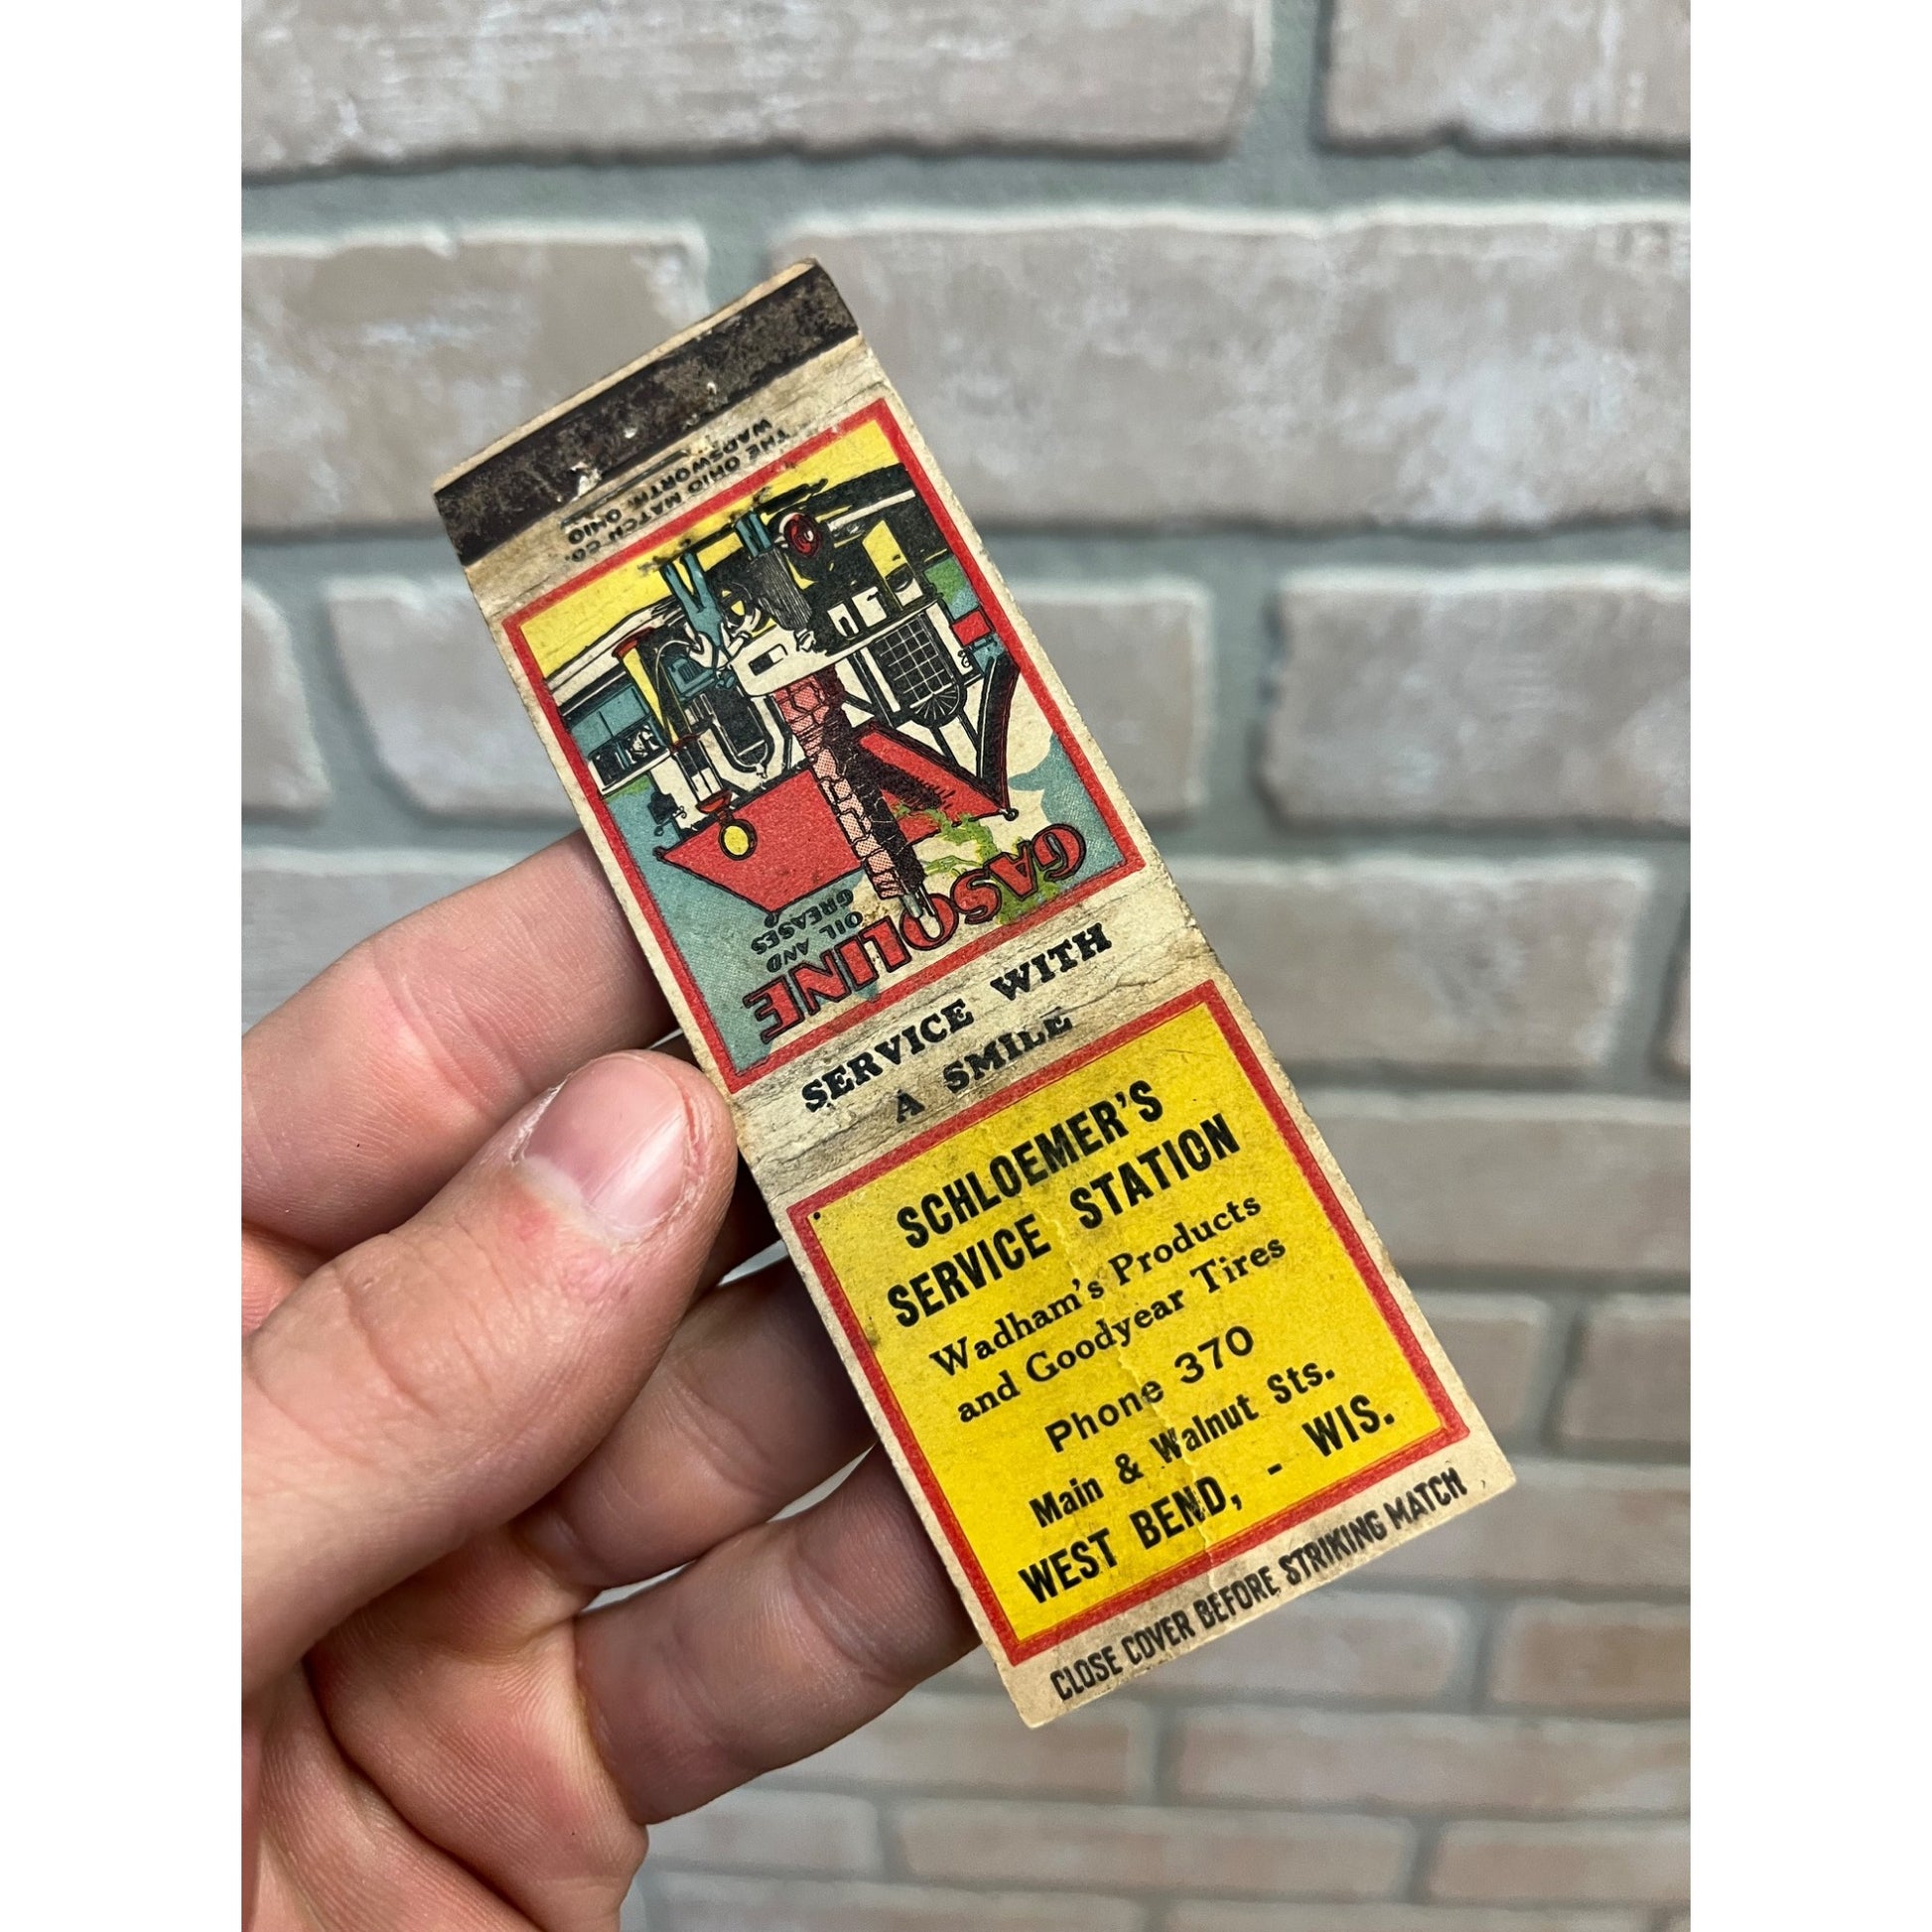 THE OHIO MATCH CO.
WADSWORTH, OHIO
GASOLINE
OIL AND
GREASES
SERVICE WITH
A SMILE
SCHLOEMER'S
SERVICE STATION
Wadham's Products
and Goodyear Tires
Phone 370
Main & Walnut Sts.
WEST BEND, - WIS.
CLOSE COVER BEFORE STRIKING MATCH